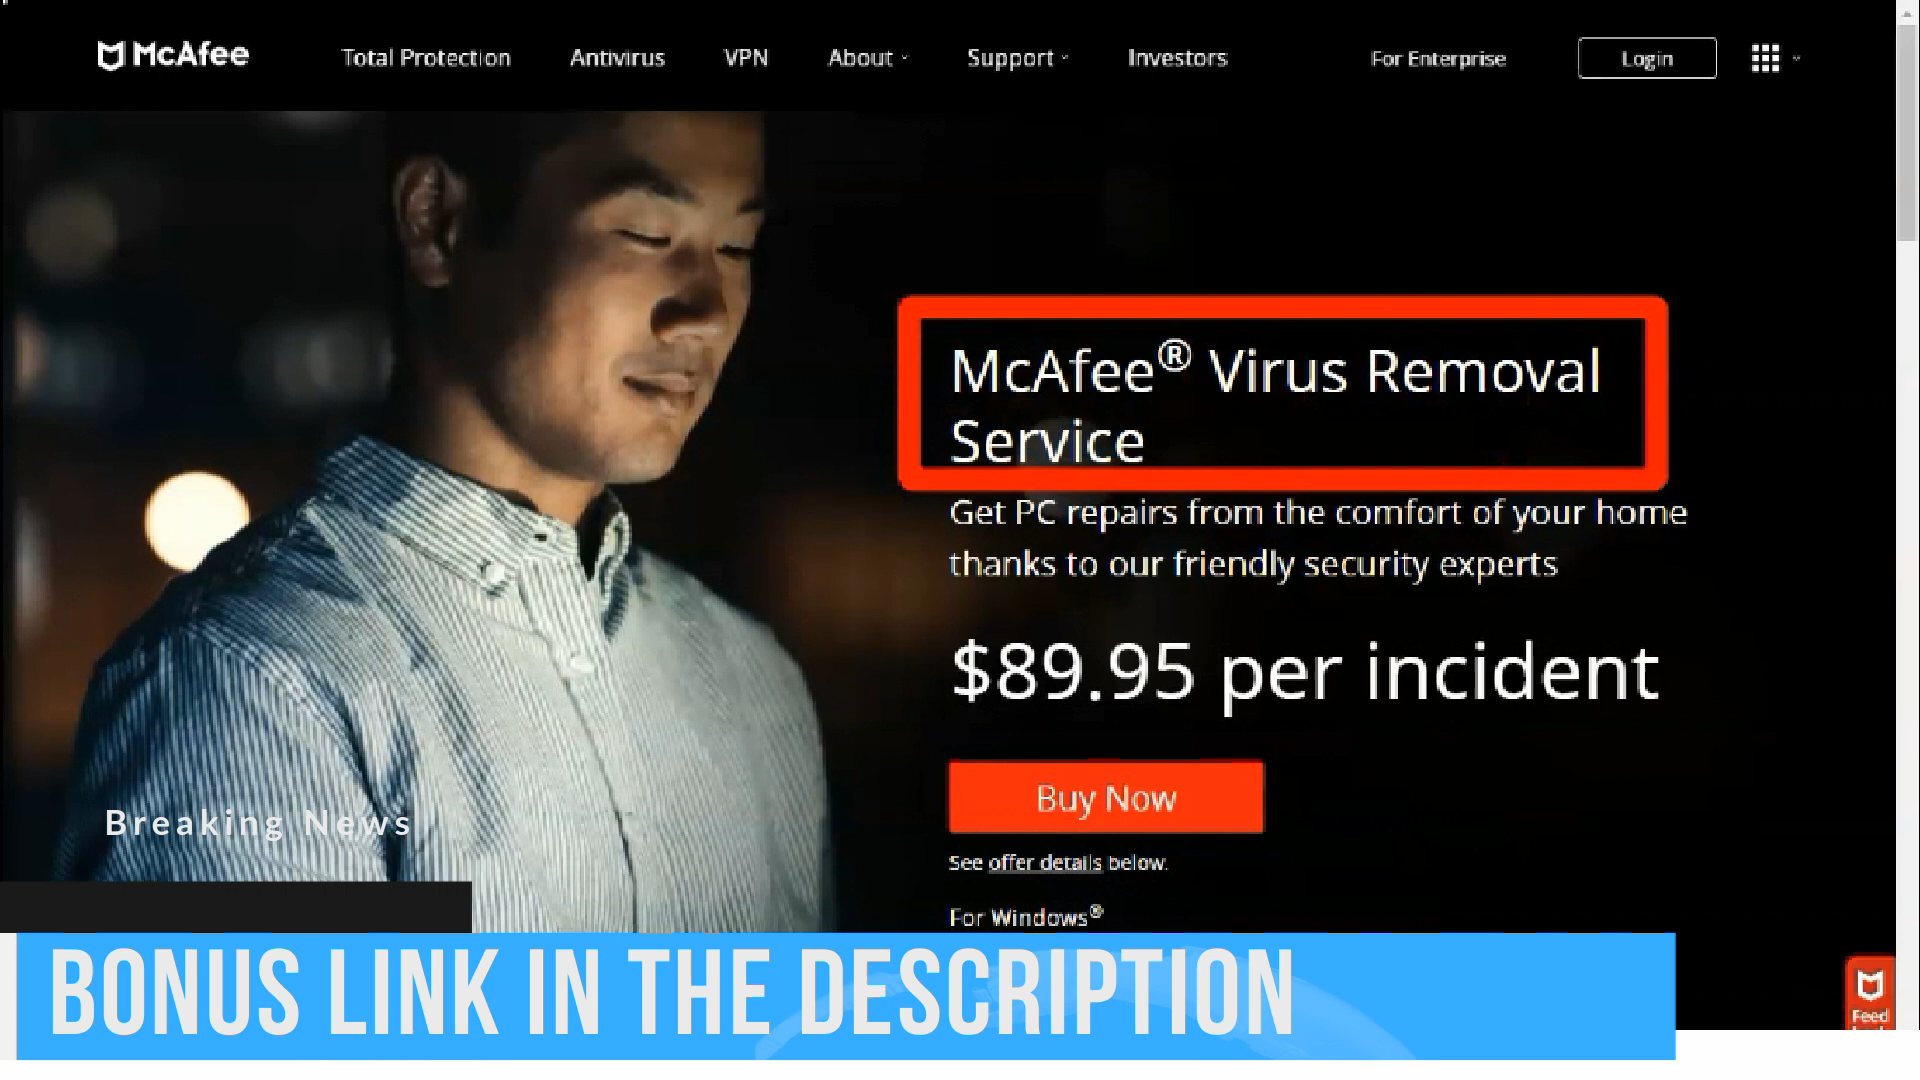 McAfee
Total Protection
Antivirus
VPN
About
Support
Investors
For Enterprise
Login
McAfee® Virus Removal
Service
Get PC repairs from the comfort of your home
thanks to our friendly security experts
$89.95 per incident
Buy Now
See offer details below.
For Windows®
Breaking News
BONUS LINK IN THE DESCRIPTION
Feed